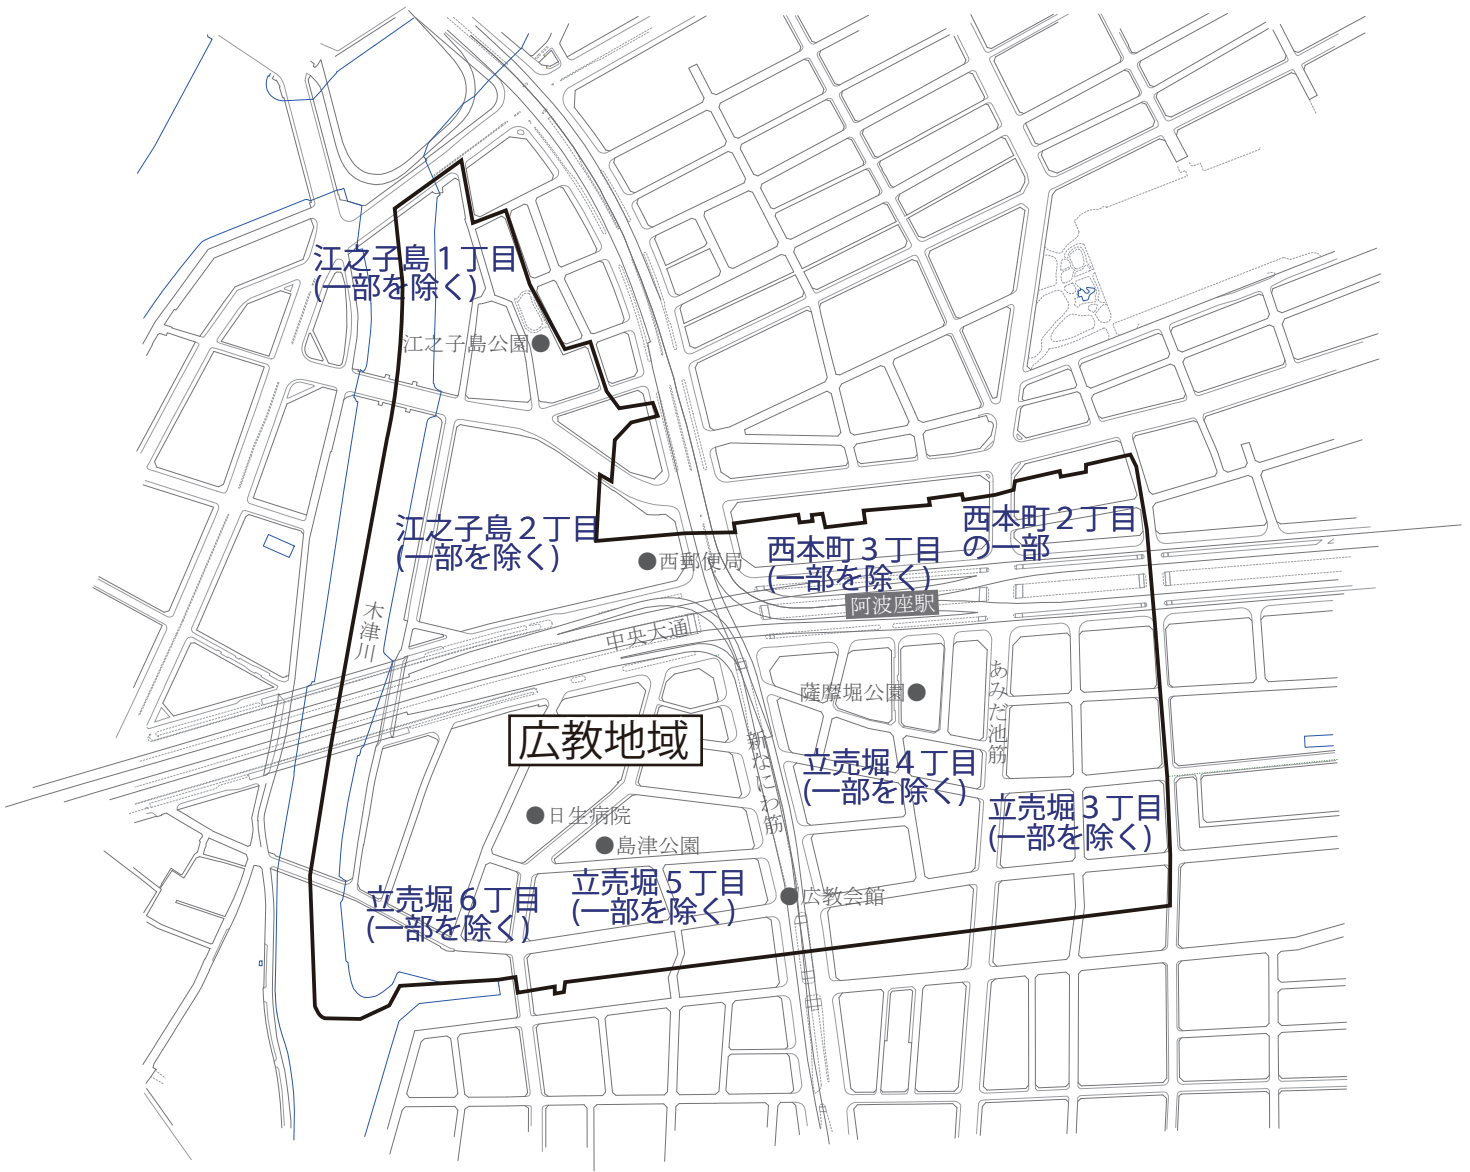 江之子島１丁目
(一部を除く)
江之子島公園
江之子島２丁目
(一部を除く)
西本町２丁目
の一部
西本町３丁目
(一部を除く)
西郵便局
阿波座駅
木津川
中央大通
薩摩堀公園
あみだ池筋
広教地域
新なにわ筋
立売堀４丁目
(一部を除く)
立売堀３丁目
(一部を除く)
日生病院
島津公園
立売堀５丁目
(一部を除く)
立売堀６丁目
(一部を除く)
広教会館